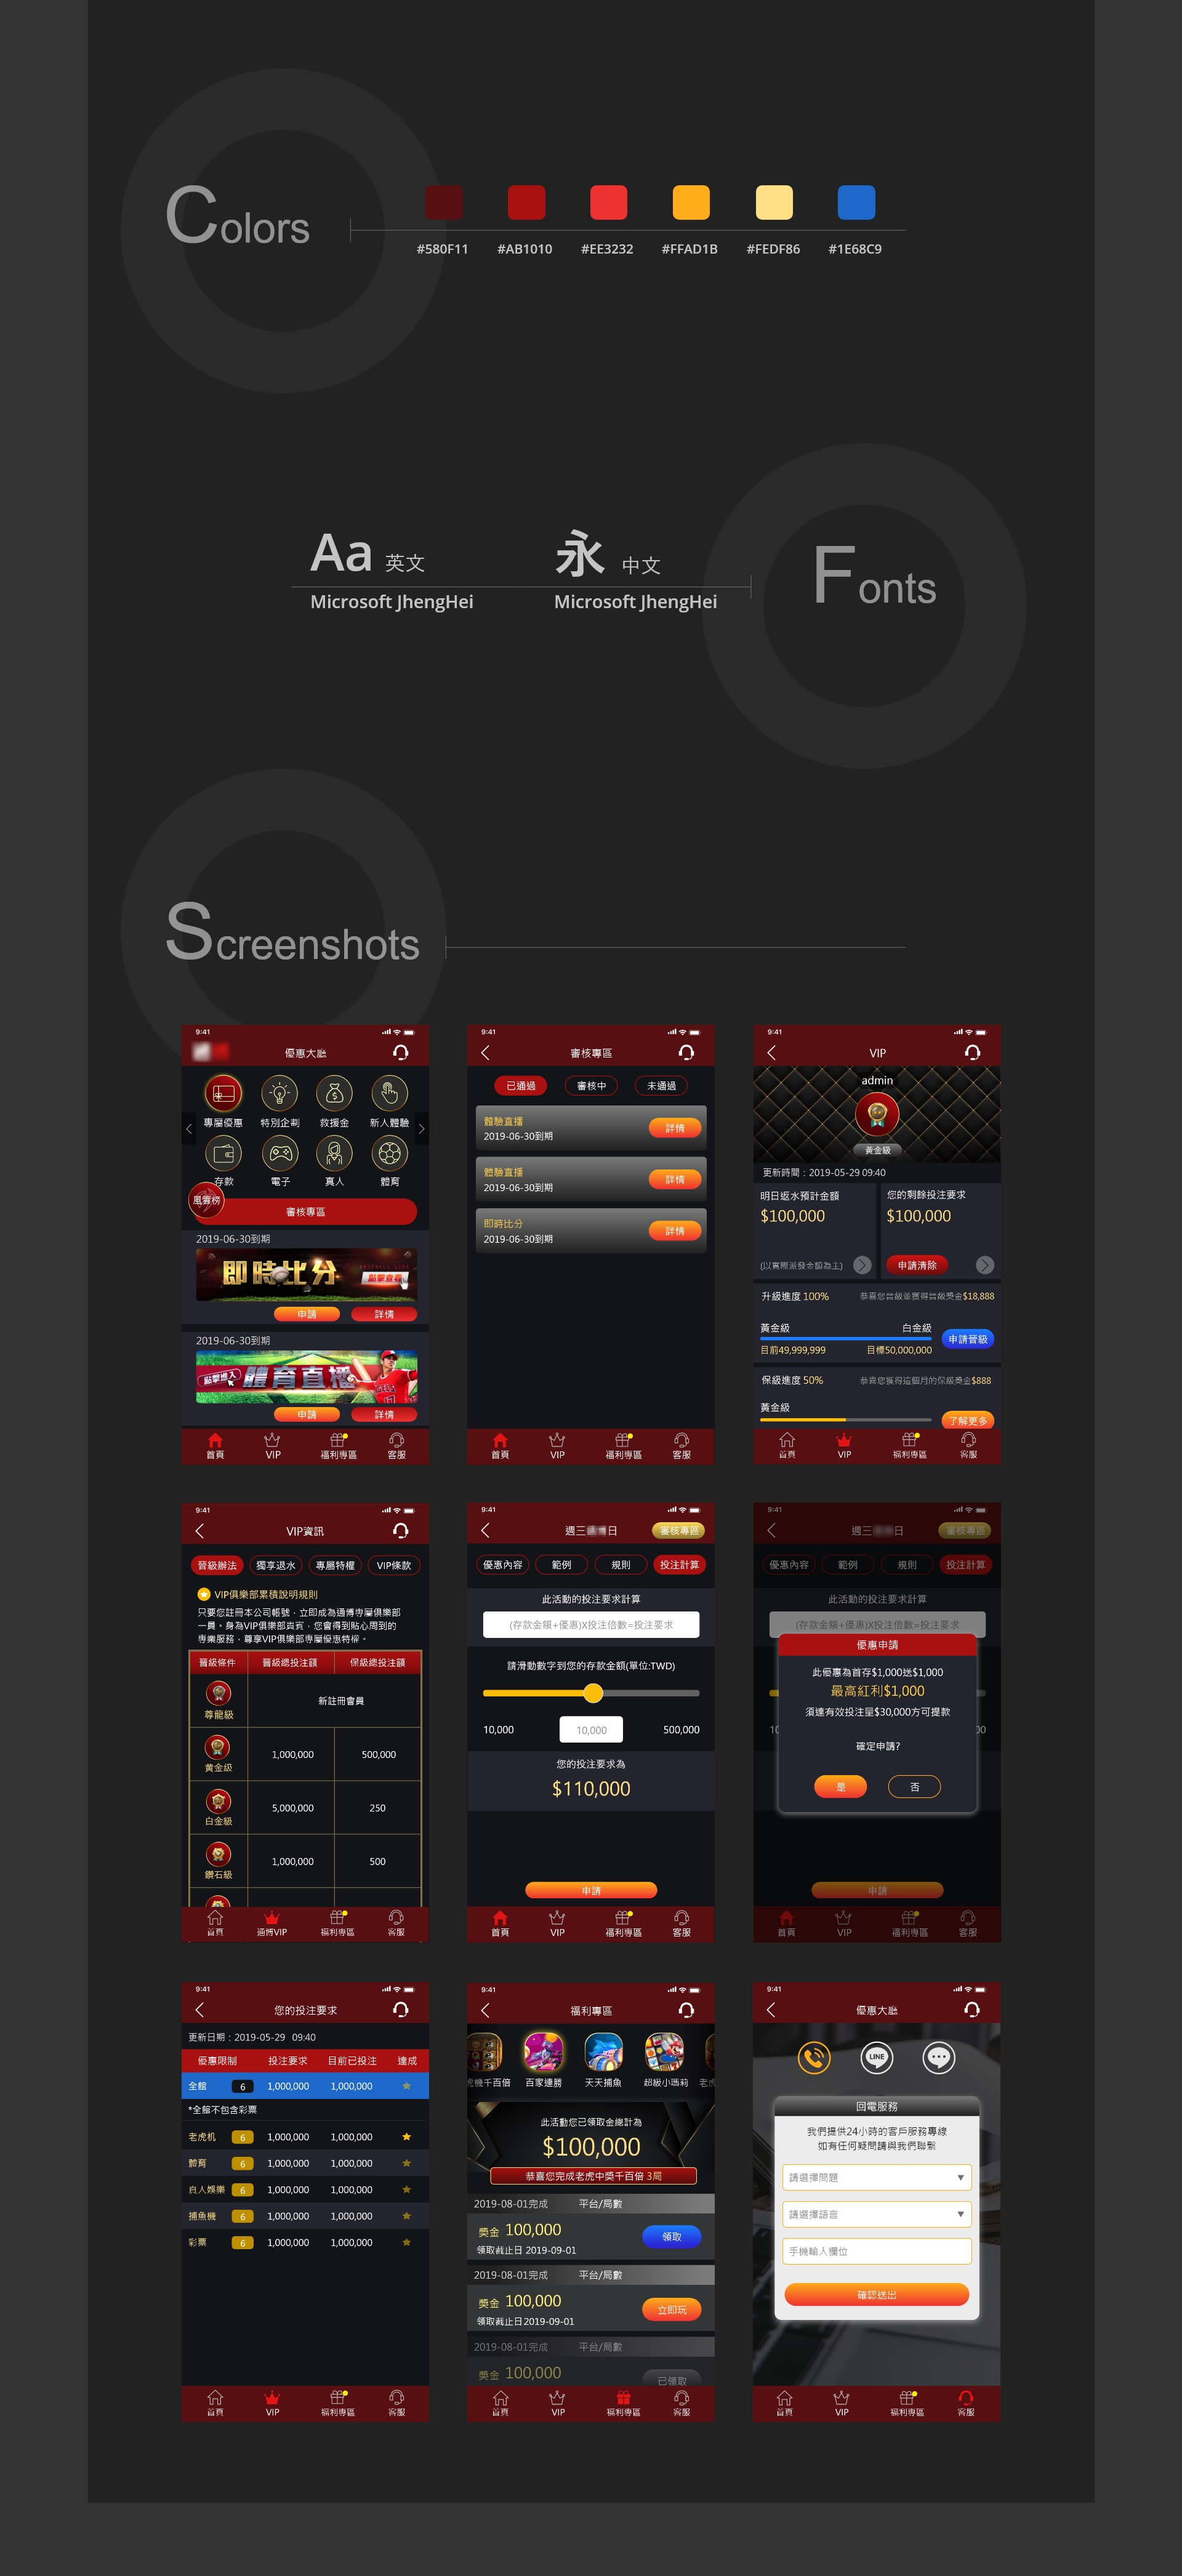 Colors
#580F11 #AB1010 #EE3232 #FFAD1B #FEDF86 #1E68C9
Aa 英文 永 中文
Microsoft JhengHei Microsoft JhengHei
Fonts
Screenshots
9:41
優惠大廳
專屬優惠 特別企劃 救援金 新人體驗
存款 電子 真人 體育
風雲榜
審核專區
2019-06-30到期
即時比分
點擊查看
申請 詳情
2019-06-30到期
點擊進入 體育直播
申請 詳情
首頁 VIP 福利專區 客服
9:41
審核專區
已通過 審核中 未通過
體驗直播
2019-06-30到期
詳情
體驗直播
2019-06-30到期
詳情
即時比分
2019-06-30到期
詳情
首頁 VIP 福利專區 客服
9:41
VIP
admin
黃金級
更新時間：2019-05-29 09:40
明日返水預計金額 您的剩餘投注要求
$100,000 $100,000
(以實際派發金額為主) 申請清除
升級進度 100% 恭喜您晉級並獲得晉級獎金$18,888
黃金級 白金級
申請晉級
目前49,999,999 目標50,000,000
保級進度 50% 恭喜您獲得這個月的保級獎金$888
黃金級
了解更多
首頁 VIP 福利專區 客服
9:41
VIP資訊
晉級辦法 獨享退水 專屬特權 VIP條款
VIP俱樂部累積說明規則
只要您註冊本公司帳號，立即成為通博專屬俱樂部
一員。身為VIP俱樂部貴賓，您會得到貼心周到的
專業服務，尊享VIP俱樂部專屬優惠特權。
晉級條件 晉級總投注額 保級總投注額
尊龍級 新註冊會員
黃金級 1,000,000 500,000
白金級 5,000,000 250
鑽石級 1,000,000 500
首頁 通博VIP 福利專區 客服
9:41
週三 日 審核專區
優惠內容 範例 規則 投注計算
此活動的投注要求計算
(存款金額+優惠)X投注倍數=投注要求
請滑動數字到您的存款金額(單位:TWD)
10,000 10,000 500,000
您的投注要求為
$110,000
申請
首頁 VIP 福利專區 客服
9:41
週三 日 審核專區
優惠內容 範例 規則 投注計算
此活動的投注要求計算
(存款金額+優惠)X投注倍數=投注要求
優惠申請
此優惠為首存$1,000送$1,000
最高紅利$1,000
須達有效投注量$30,000方可提款
確定申請?
是 否
申請
首頁 VIP 福利專區 客服
9:41
您的投注要求
更新日期：2019-05-29 09:40
優惠限制 投注要求 目前已投注 達成
全館 6 1,000,000 1,000,000
*全館不包含彩票
老虎机 6 1,000,000 1,000,000
體育 6 1,000,000 1,000,000
真人娛樂 6 1,000,000 1,000,000
捕魚機 6 1,000,000 1,000,000
彩票 6 1,000,000 1,000,000
首頁 VIP 福利專區 客服
9:41
福利專區
虎機千百倍 百家連勝 天天捕魚 超級小瑪莉 老虎
此活動您已領取金總計為
$100,000
恭喜您完成老虎中獎千百倍 3局
2019-08-01完成 平台/局數
獎金 100,000
領取
領取截止日 2019-09-01
2019-08-01完成 平台/局數
獎金 100,000
立即玩
領取截止日2019-09-01
2019-08-01完成 平台/局數
獎金 100,000
已領取
首頁 VIP 福利專區 客服
9:41
優惠大廳
LINE
回電服務
我們提供24小時的客戶服務專線
如有任何疑問請與我們聯繫
請選擇問題
請選擇語言
手機輸入欄位
確認送出
首頁 VIP 福利專區 客服